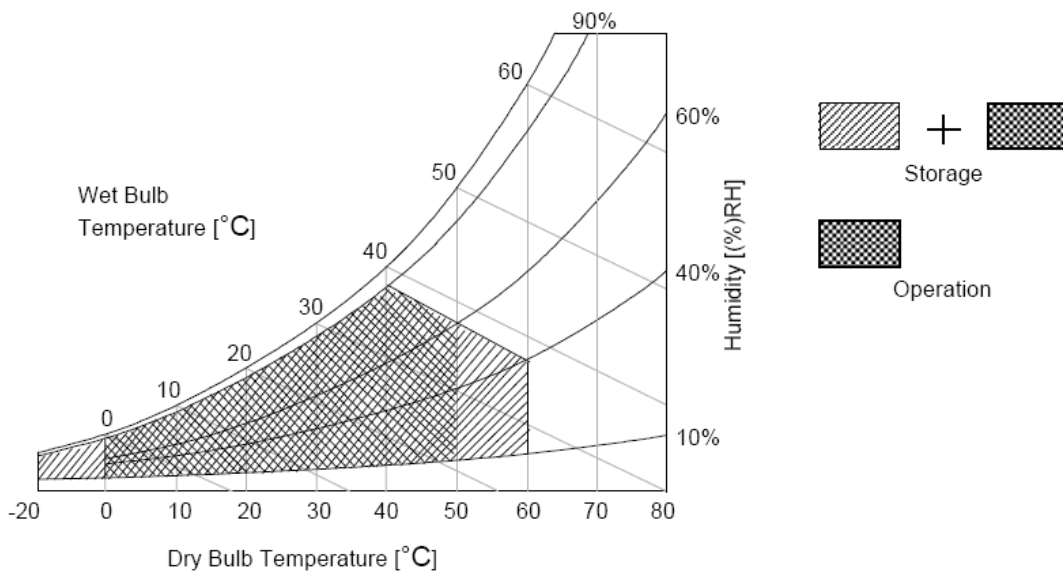 90%
60
60%
50
Wet Bulb
Temperature [°C]
40
40%
30
20
10
0
10%
Humidity [(%)RH]
-20 0 10 20 30 40 50 60 70 80
Dry Bulb Temperature [°C]
+
Storage
Operation